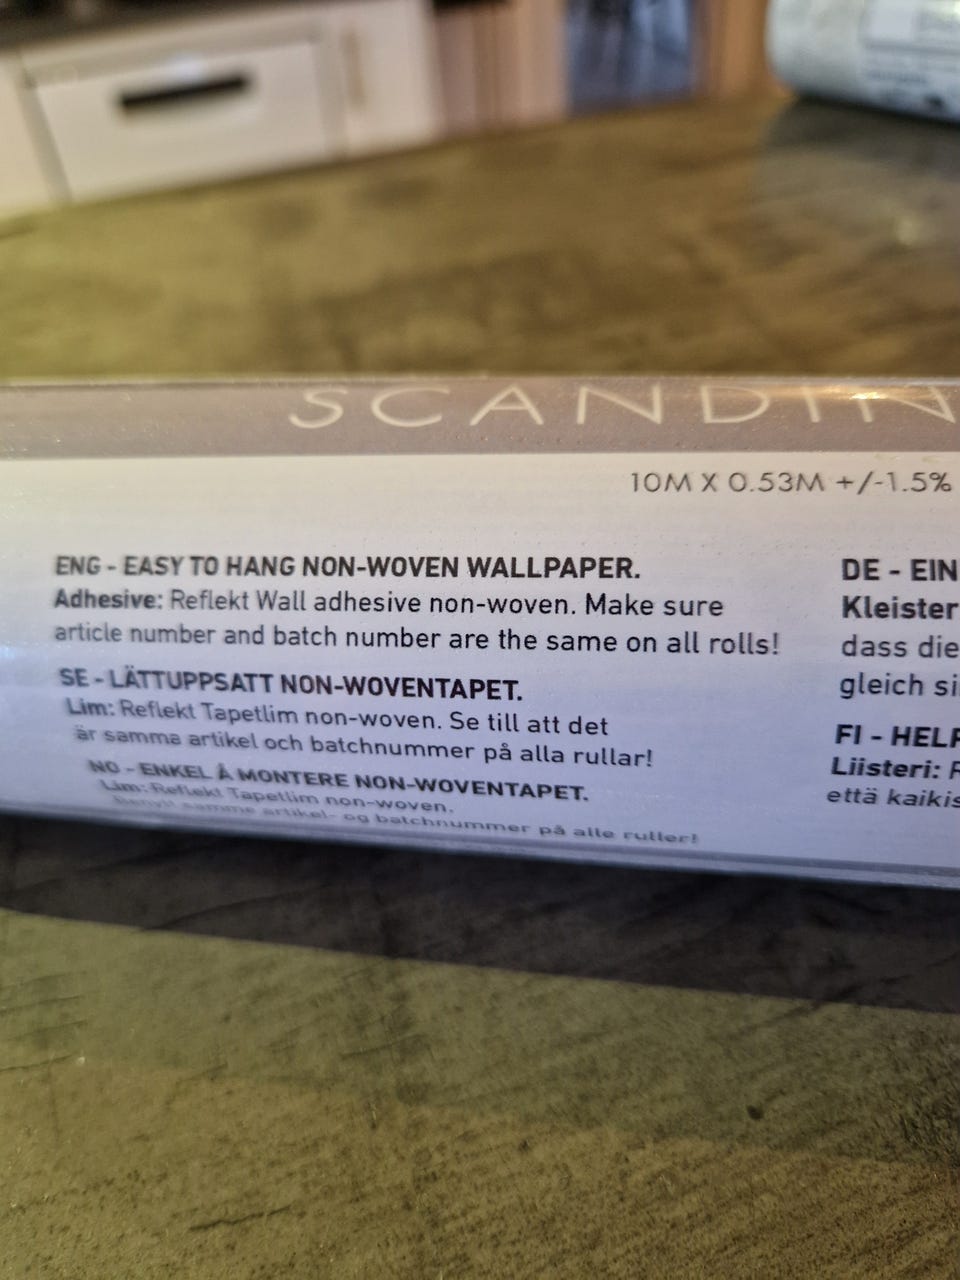 SCANDIN
10M X 0.53M +/-1.5%
ENG - EASY TO HANG NON-WOVEN WALLPAPER.
Adhesive: Reflekt Wall adhesive non-woven. Make sure
article number and batch number are the same on all rolls!
SE - LÄTTUPPSATT NON-WOVENTAPET.
Lim: Reflekt Tapetlim non-woven. Se till att det
är samma artikel och batchnummer på alla rullar!
NO - ENKEL Å MONTERE NON-WOVENTAPET.
Lim: Reflekt Tapetlim non-woven.
Benytt samme artikel- og batchnummer på alle ruller!
DE - EIN
Kleister
dass die
gleich si
FI - HELP
Liisteri: R
että kaikis